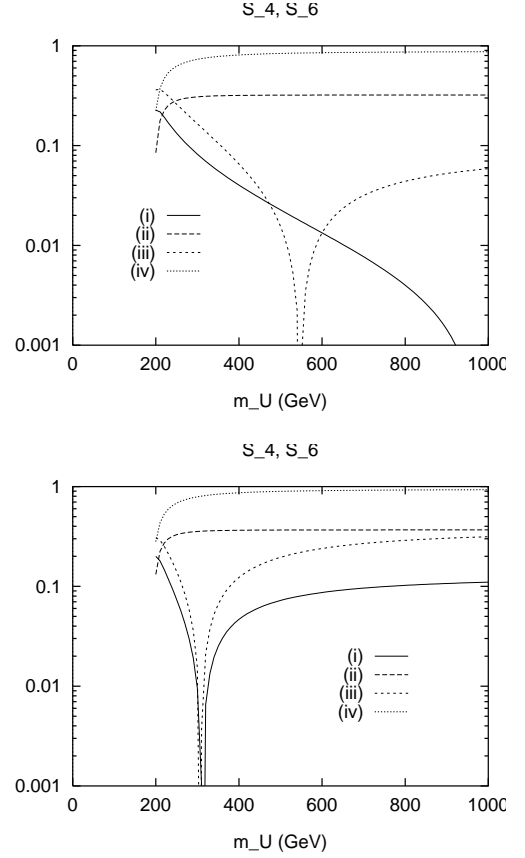 S_4, S_6
1
0.1
0.01
0.001
(i)
(ii)
(iii)
(iv)
0 200 400 600 800 1000
m_U (GeV)
S_4, S_6
1
0.1
0.01
0.001
(i)
(ii)
(iii)
(iv)
0 200 400 600 800 1000
m_U (GeV)